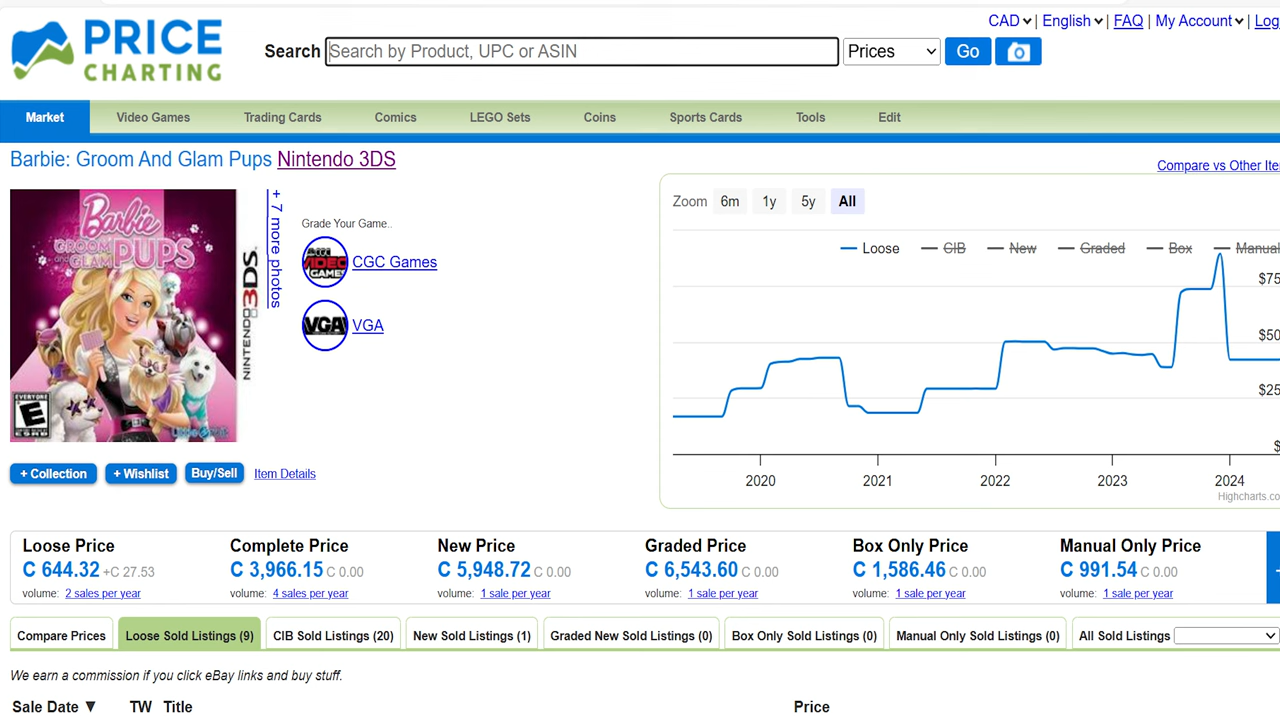 CAD | English | FAQ | My Account | Log
PRICE
CHARTING
Search Search by Product, UPC or ASIN Prices Go
Market Video Games Trading Cards Comics LEGO Sets Coins Sports Cards Tools Edit
Barbie: Groom And Glam Pups Nintendo 3DS
Compare vs Other Ite
Barbie
GROOM
and GLAM PUPS
NINTENDO 3DS
EVERYONE
E
ESRB
+ 7 more photos
Grade Your Game..
CGC Games
VIDEO
GAMES
VGA
VGA
Zoom 6m 1y 5y All
Loose CIB New Graded Box Manual
$75
$50
$25
$
2020 2021 2022 2023 2024
Highcharts.co
+ Collection + Wishlist Buy/Sell Item Details
Loose Price Complete Price New Price Graded Price Box Only Price Manual Only Price
C 644.32 +C 27.53 C 3,966.15 C 0.00 C 5,948.72 C 0.00 C 6,543.60 C 0.00 C 1,586.46 C 0.00 C 991.54 C 0.00
volume: 2 sales per year volume: 4 sales per year volume: 1 sale per year volume: 1 sale per year volume: 1 sale per year volume: 1 sale per year
Compare Prices Loose Sold Listings (9) CIB Sold Listings (20) New Sold Listings (1) Graded New Sold Listings (0) Box Only Sold Listings (0) Manual Only Sold Listings (0) All Sold Listings
We earn a commission if you click eBay links and buy stuff.
Sale Date ▼ TW Title Price